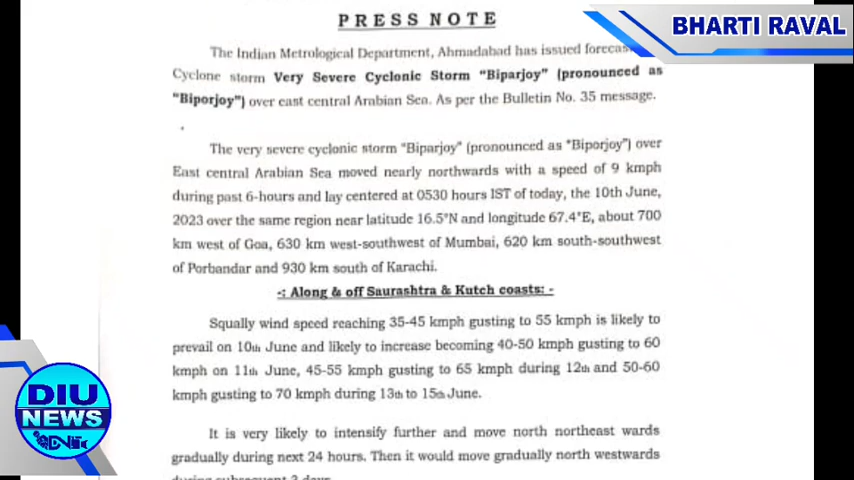 PRESS NOTE
BHARTI RAVAL
The Indian Metrological Department, Ahmadabad has issued
Cyclone storm Very Severe Cyclonic Storm “Biparjoy” (pronounced as
“Biporjoy”) over east central Arabian Sea. As per the Bulletin No. 35 message.
The very severe cyclonic storm “Biparjoy” (pronounced as “Biporjoy”) over
East central Arabian Sea moved nearly northwards with a speed of 9 kmph
during past 6-hours and lay centered at 0530 hours IST of today, the 10th June,
2023 over the same region near latitude 16.5°N and longitude 67.4°E, about 700
km west of Goa, 630 km west-southwest of Mumbai, 620 km south-southwest
of Porbandar and 930 km south of Karachi.
-: Along & off Saurashtra & Kutch coasts: -
Squally wind speed reaching 35-45 kmph gusting to 55 kmph is likely to
prevail on 10th June and likely to increase becoming 40-50 kmph gusting to 60
kmph on 11th June, 45-55 kmph gusting to 65 kmph during 12th and 50-60
kmph gusting to 70 kmph during 13th to 15th June.
It is very likely to intensify further and move north northeast wards
gradually during next 24 hours. Then it would move gradually north westwards
DIU
NEWS